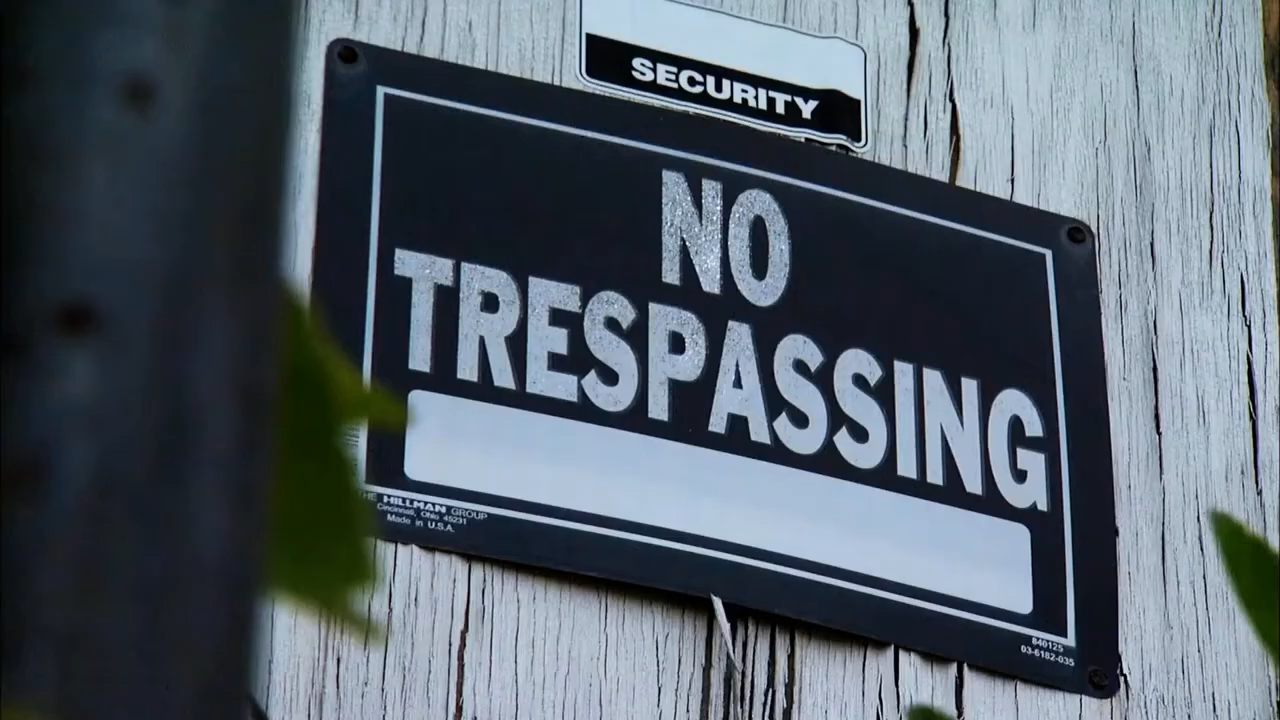 SECURITY
NO
TRESPASSING
THE HILLMAN GROUP
Cincinnati, Ohio 45231
Made in U.S.A.
840125
03-6182-035